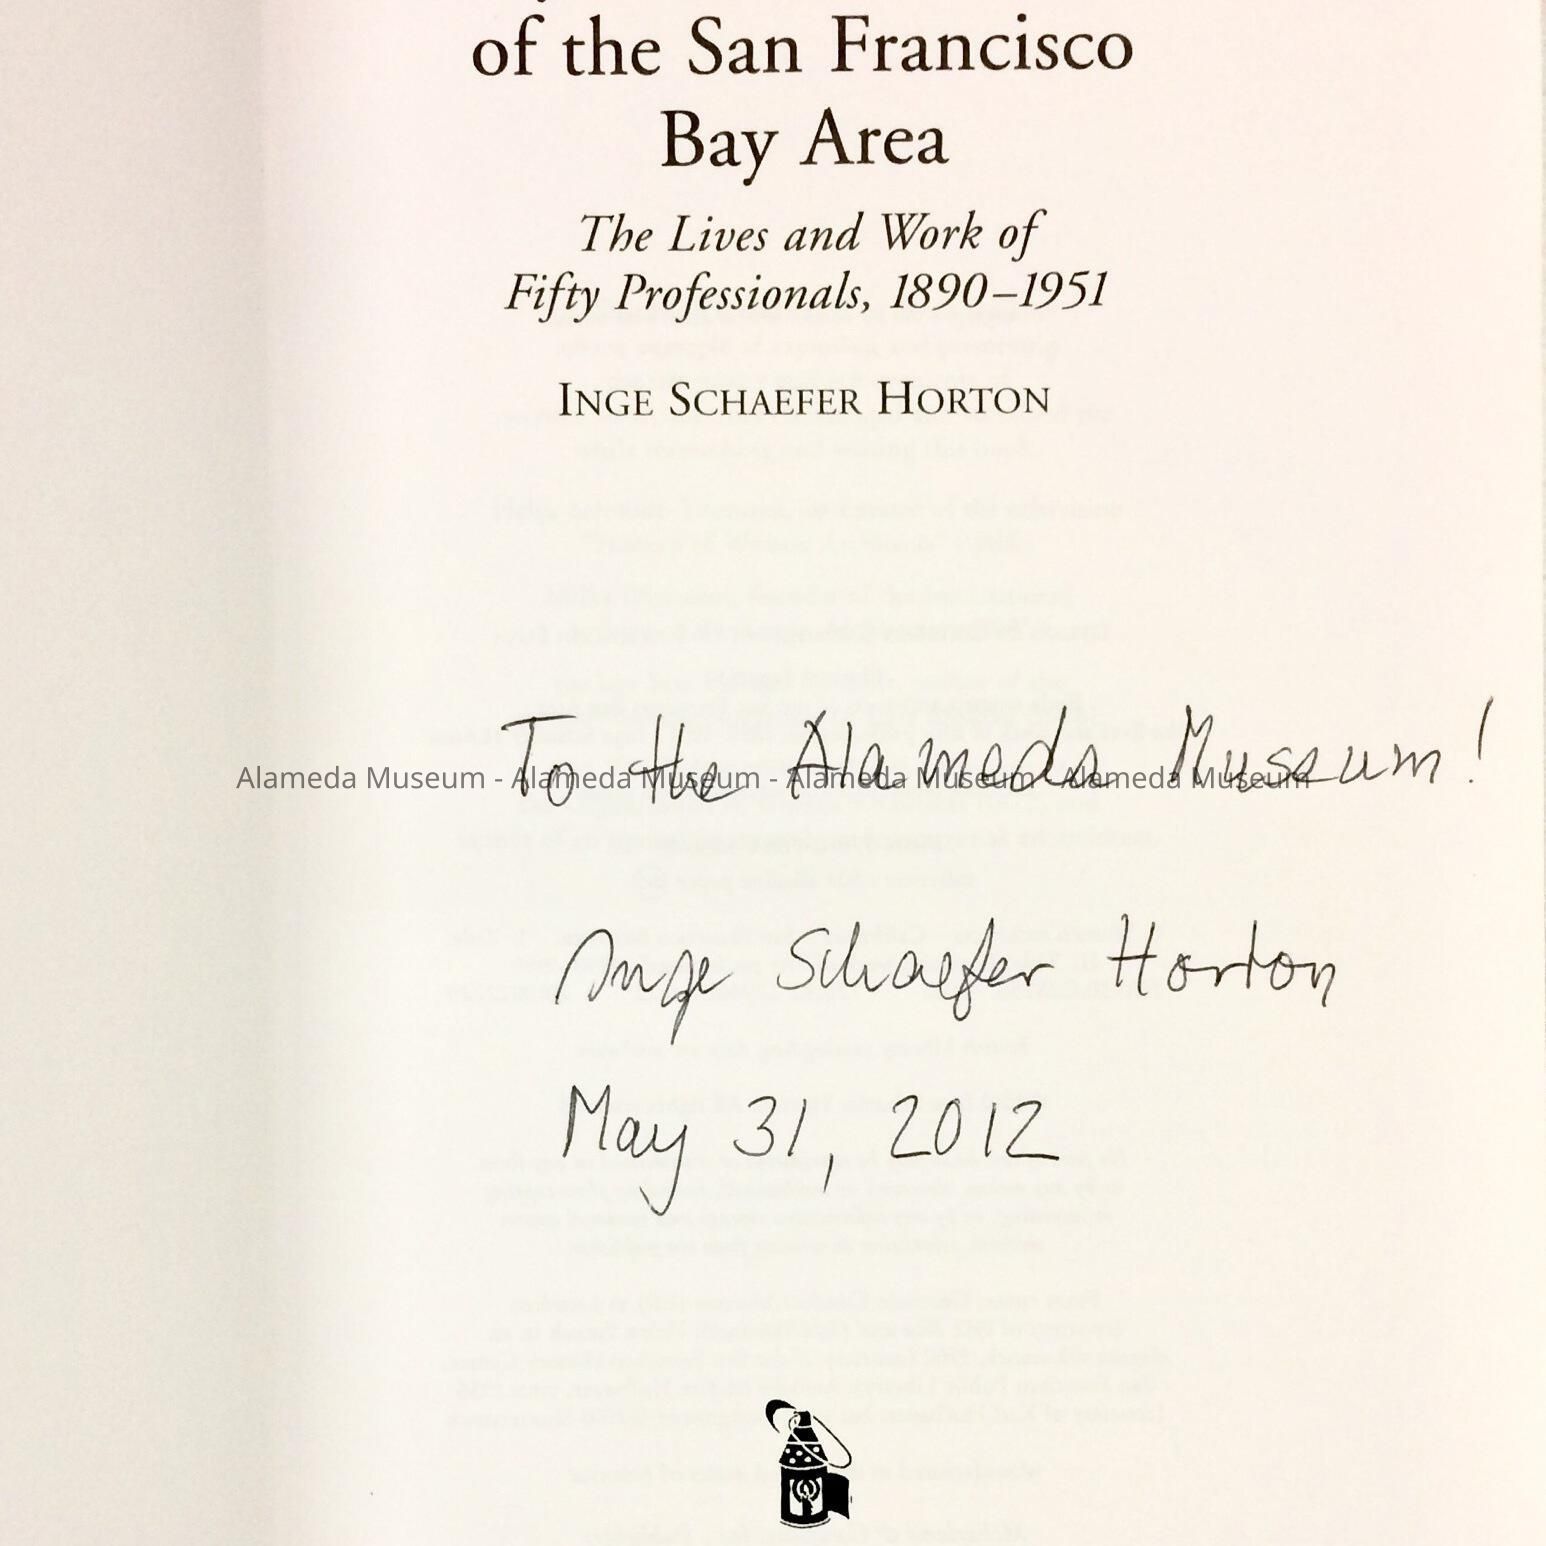 of the San Francisco
Bay Area
The Lives and Work of
Fifty Professionals, 1890–1951
INGE SCHAEFER HORTON
To the Alameda Museum!
Alameda Museum - Alameda Museum - Alameda Museum - Alameda Museum
Inge Schaefer Horton
May 31, 2012